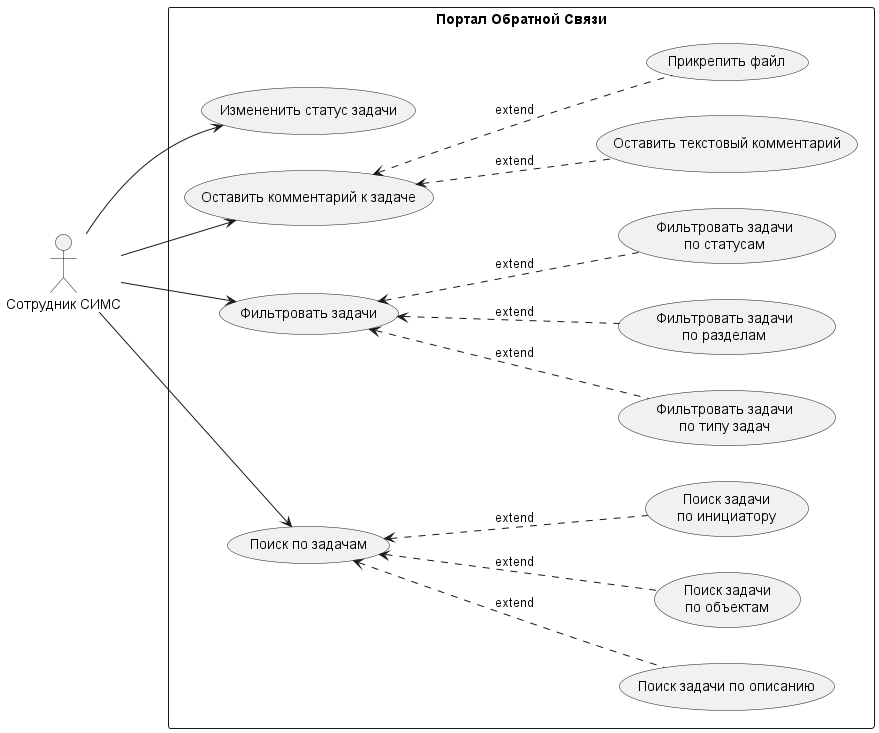 Портал Обратной Связи
Прикрепить файл
Измененить статус задачи
extend
Оставить текстовый комментарий
extend
Оставить комментарий к задаче
Фильтровать задачи
по статусам
extend
Сотрудник СИМС
Фильтровать задачи
extend
Фильтровать задачи
по разделам
extend
Фильтровать задачи
по типу задач
Поиск задачи
по инициатору
extend
Поиск по задачам
extend
Поиск задачи
по объектам
extend
Поиск задачи по описанию